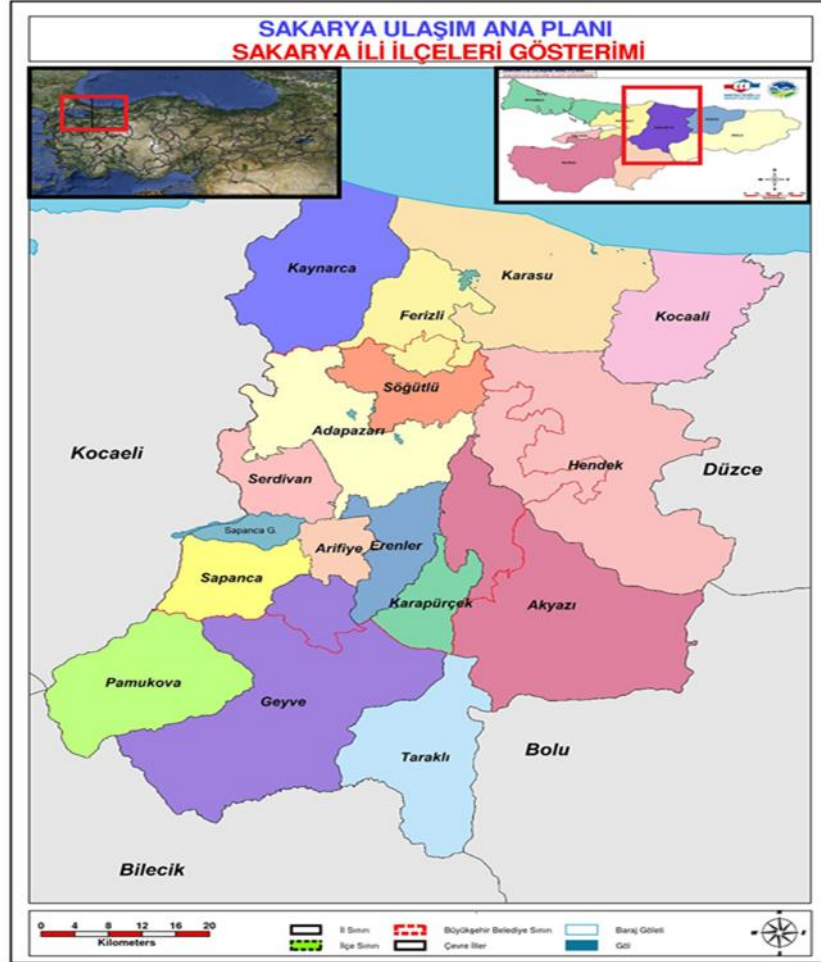 SAKARYA ULAŞIM ANA PLANI
SAKARYA İLİ İLÇELERİ GÖSTERİMİ
Kaynarca
Karasu
Ferizli
Kocaali
Söğütlü
Adapazarı
Kocaeli
Hendek
Düzce
Serdivan
Sapanca G.
Arifiye
Erenler
Sapanca
Karapürçek
Akyazı
Pamukova
Geyve
Taraklı
Bolu
Bilecik
0 4 8 12 16 20
Kilometers
İl Sınırı
Büyükşehir Belediye Sınırı
Baraj Göleti
İlçe Sınırı
Çevre İller
Göl